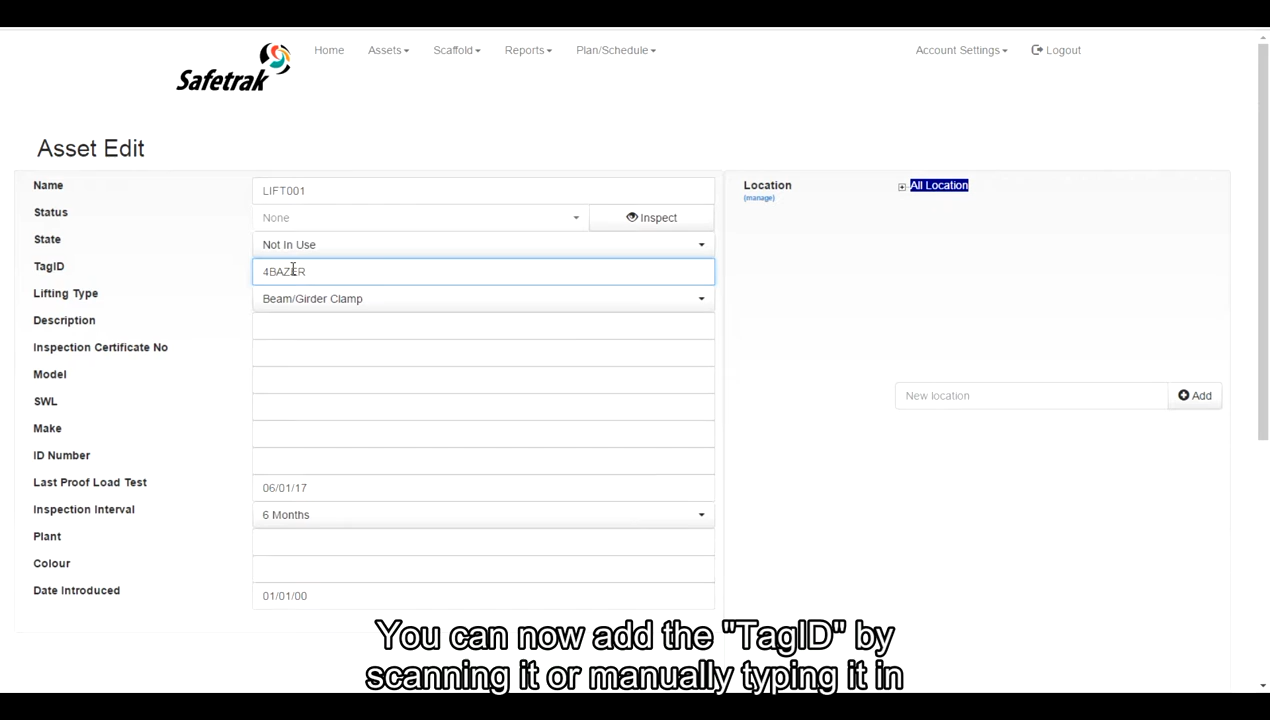 Safetrak
Home Assets Scaffold Reports Plan/Schedule Account Settings Logout
Asset Edit
Name LIFT001
Status None Inspect
State Not In Use
TagID 4BAZIER
Lifting Type Beam/Girder Clamp
Description
Inspection Certificate No
Model
SWL
Make
ID Number
Last Proof Load Test 06/01/17
Inspection Interval 6 Months
Plant
Colour
Date Introduced 01/01/00
Location All Location
(manage)
New location Add
You can now add the "TagID" by
scanning it or manually typing it in